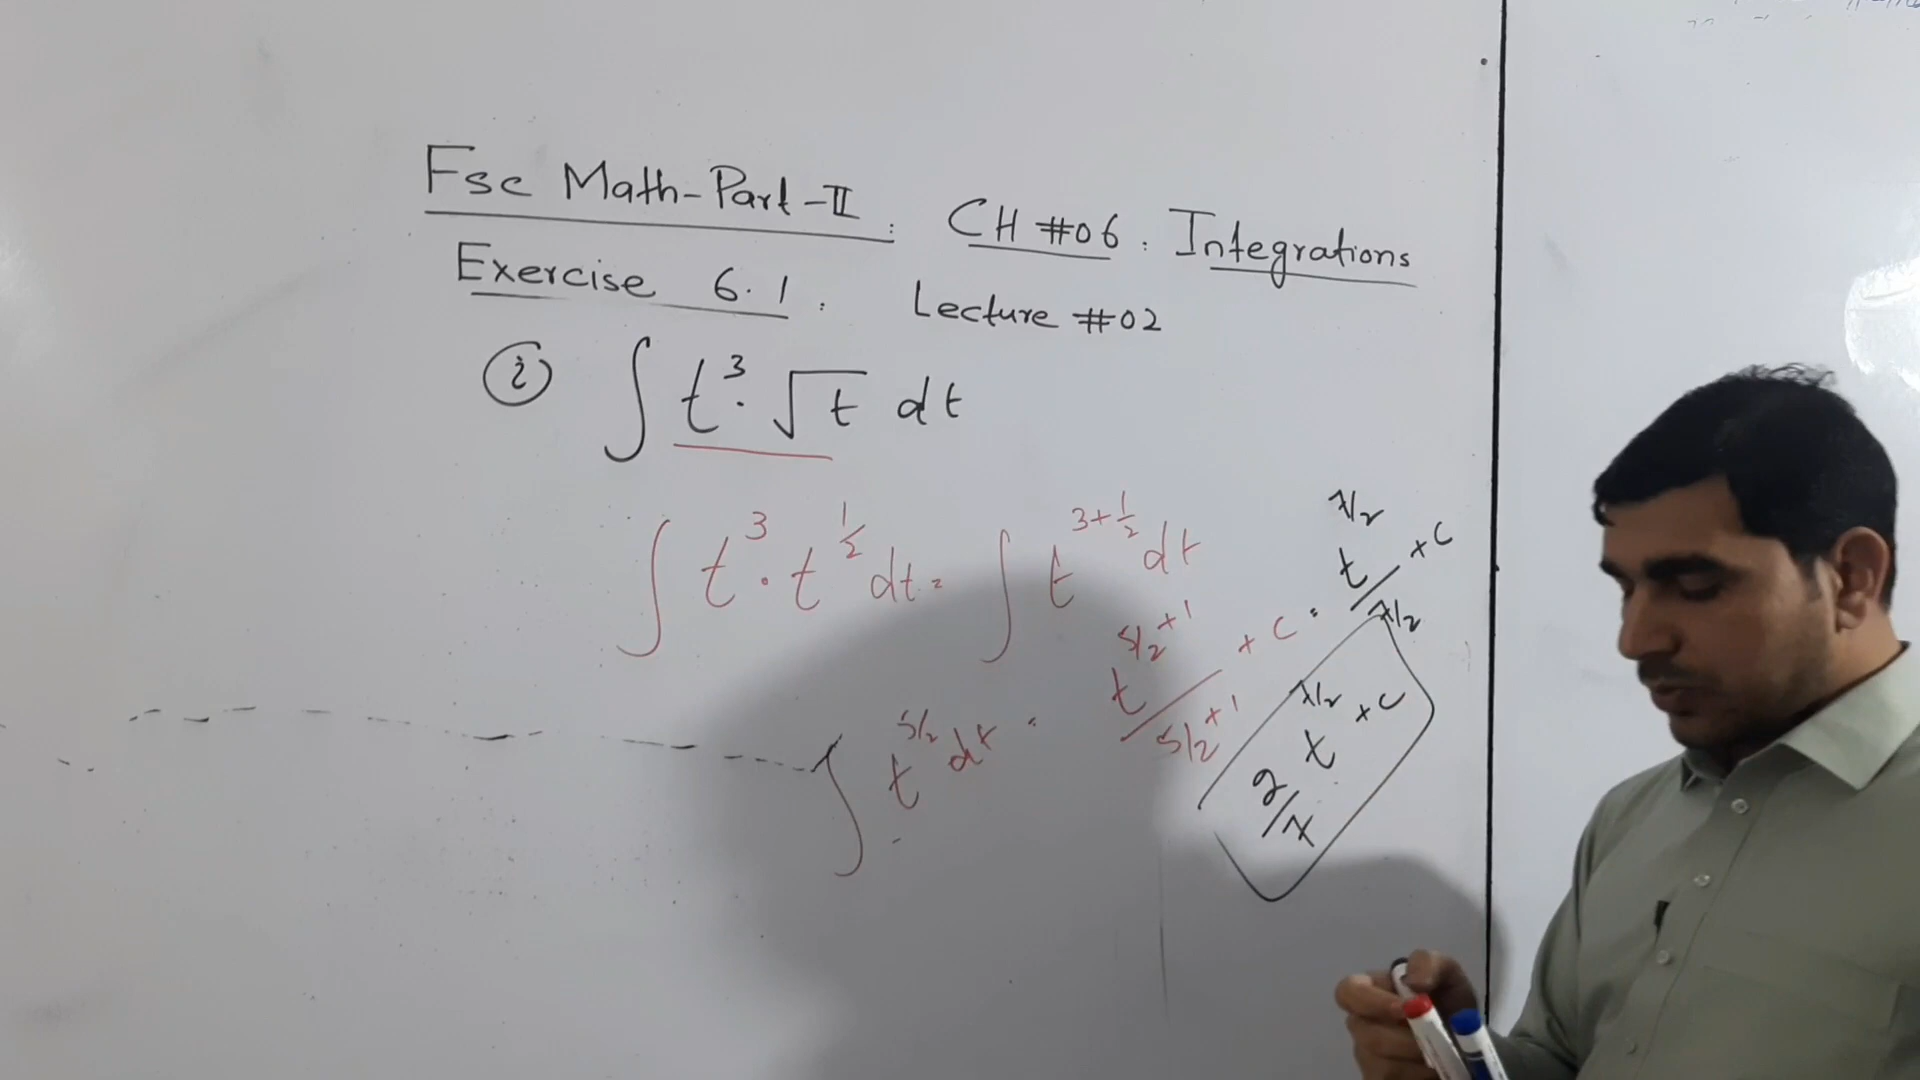 Fsc Math-Part-II. CH #06. Integrations
Exercise 6.1. Lecture #02
(i) ∫ t³·√t dt
∫ t³ · t^(1/2) dt = ∫ t^(3+1/2) dt
∫ t^(5/2) dt = t^(5/2+1) / (5/2+1) + C = t^(7/2) / (7/2) + C
2/7 t^(7/2) + C